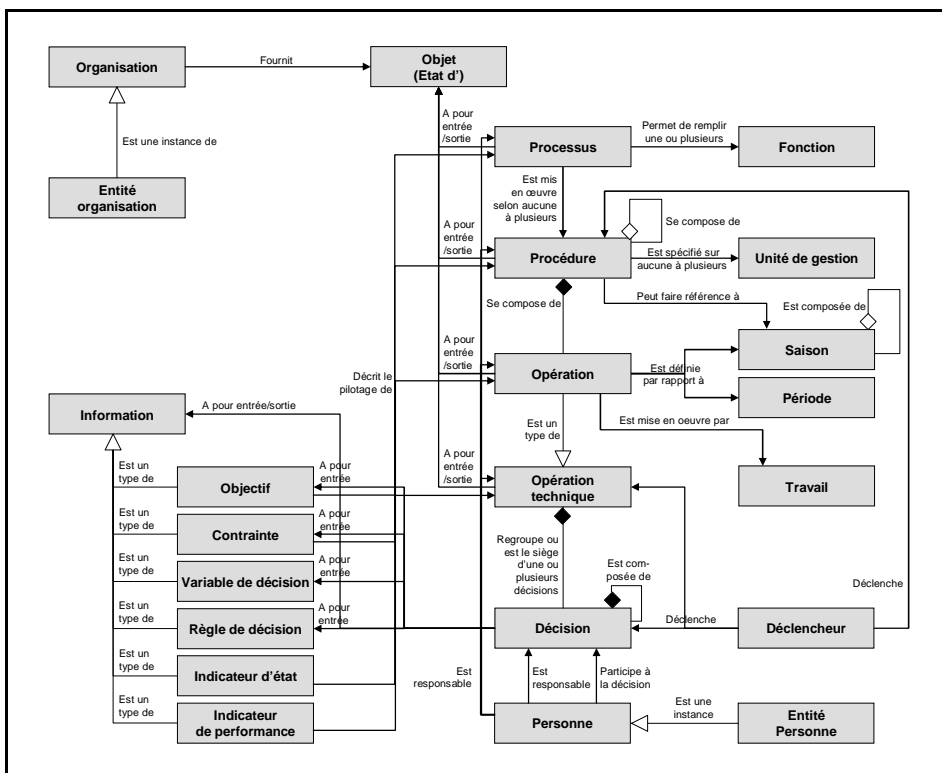 Organisation
Fournit
Objet
(Etat d’)
Est une instance de
Entité
organisation
A pour
entrée
/sortie
Processus
Permet de remplir
une ou plusieurs
Fonction
Est mis
en œuvre
selon aucune
à plusieurs
A pour
entrée
/sortie
Procédure
Se compose de
Est spécifié sur
aucune à plusieurs
Unité de gestion
Se compose de
Peut faire référence à
Est composée de
Saison
A pour
entrée
/sortie
Opération
Est définie
par rapport à
Période
Décrit le
pilotage de
Information
A pour entrée/sortie
Est un
type de
Est mise en oeuvre par
Travail
A pour
entrée
/sortie
Opération
technique
Est un
type de
Objectif
A pour
entrée
Est un
type de
Contrainte
A pour
entrée
Est un
type de
Variable de décision
A pour
entrée
Est un
type de
Règle de décision
A pour
entrée
Est un
type de
Indicateur d’état
Est un
type de
Indicateur
de performance
Regroupe ou
est le siège
d’une ou
plusieurs
décisions
Est com-
posée de
Décision
Déclenche
Déclencheur
Déclenche
Est
responsable
Est
responsable
Participe à
la décision
Personne
Est une
instance
Entité
Personne